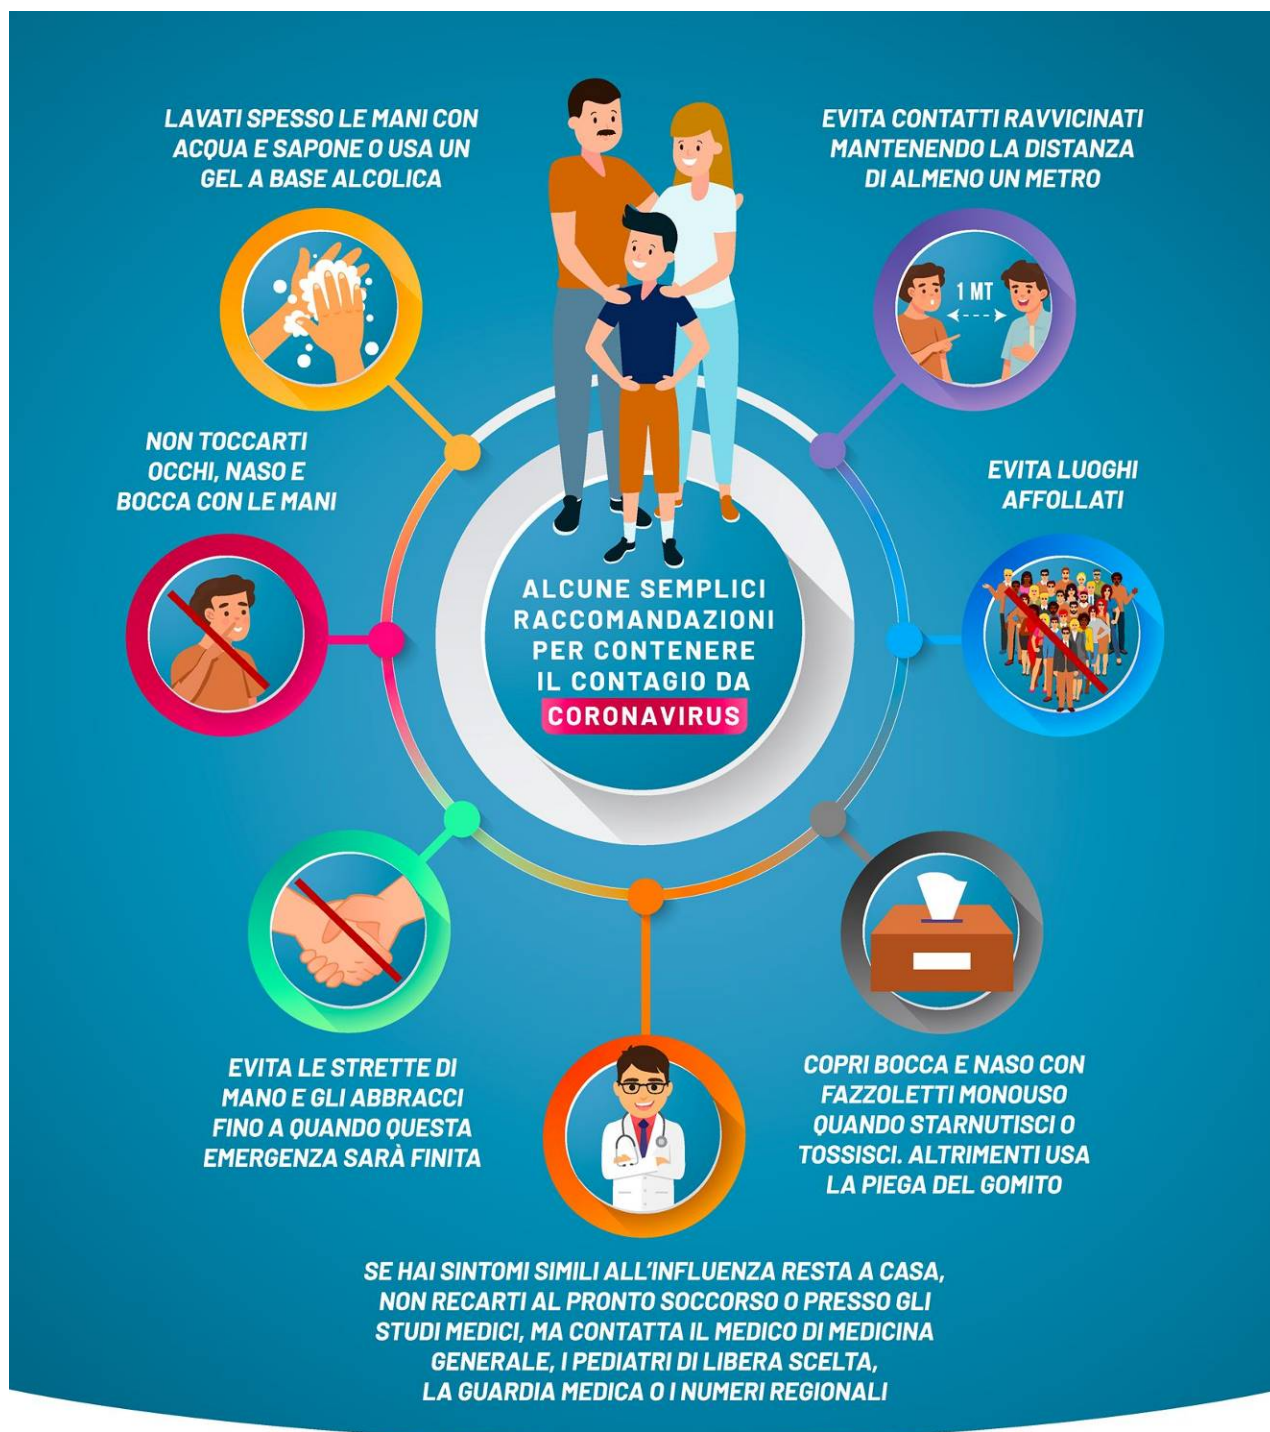 LAVATI SPESSO LE MANI CON
ACQUA E SAPONE O USA UN
GEL A BASE ALCOLICA
EVITA CONTATTI RAVVICINATI
MANTENENDO LA DISTANZA
DI ALMENO UN METRO
1 MT
NON TOCCARTI
OCCHI, NASO E
BOCCA CON LE MANI
EVITA LUOGHI
AFFOLLATI
ALCUNE SEMPLICI
RACCOMANDAZIONI
PER CONTENERE
IL CONTAGIO DA
CORONAVIRUS
EVITA LE STRETTE DI
MANO E GLI ABBRACCI
FINO A QUANDO QUESTA
EMERGENZA SARÀ FINITA
COPRI BOCCA E NASO CON
FAZZOLETTI MONOUSO
QUANDO STARNUTISCI O
TOSSISCI. ALTRIMENTI USA
LA PIEGA DEL GOMITO
SE HAI SINTOMI SIMILI ALL'INFLUENZA RESTA A CASA,
NON RECARTI AL PRONTO SOCCORSO O PRESSO GLI
STUDI MEDICI, MA CONTATTA IL MEDICO DI MEDICINA
GENERALE, I PEDIATRI DI LIBERA SCELTA,
LA GUARDIA MEDICA O I NUMERI REGIONALI